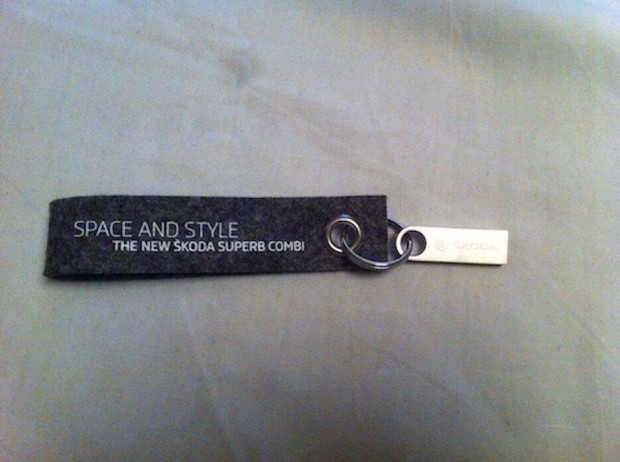 SPACE AND STYLE
THE NEW ŠKODA SUPERB COMBI
ŠKODA